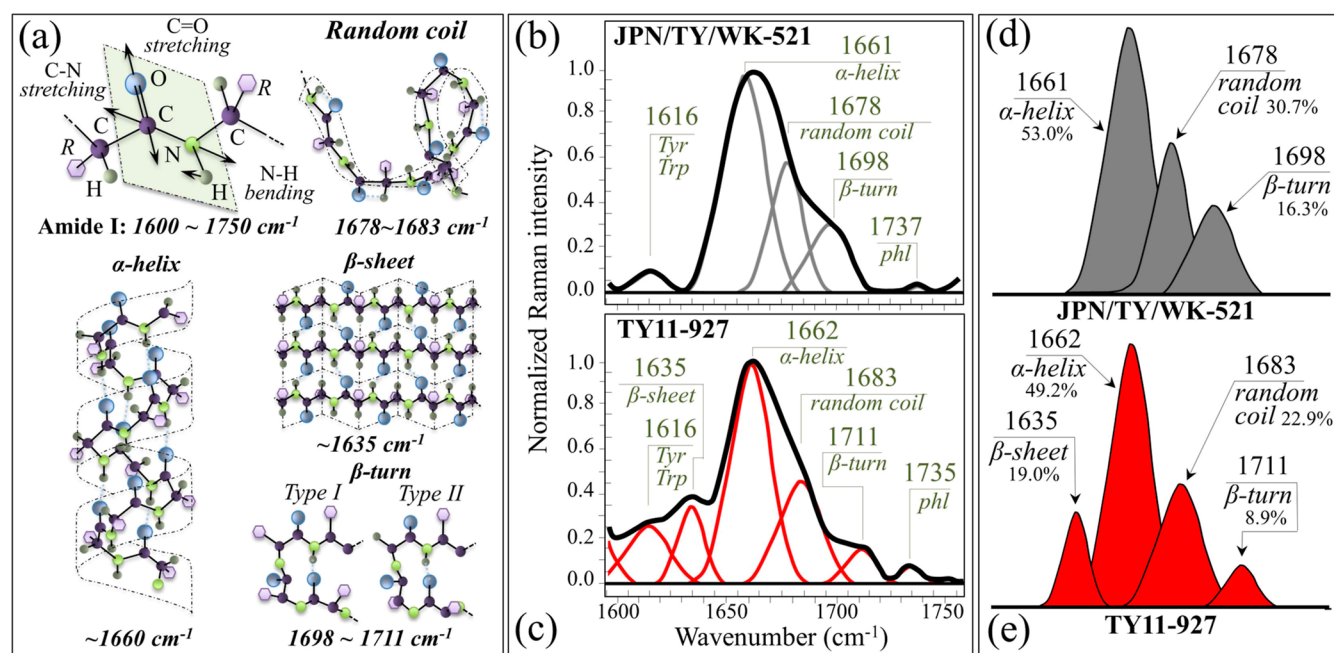 (a)
C=O
stretching
C-N
stretching
O
C
R
C
R
C
N
H
H
N-H
bending
Amide I: 1600 ~ 1750 cm⁻¹
Random coil
1678~1683 cm⁻¹
α-helix
~1660 cm⁻¹
β-sheet
~1635 cm⁻¹
β-turn
Type I
Type II
1698 ~ 1711 cm⁻¹
(b)
JPN/TY/WK-521
Normalized Raman intensity
1.0
0.8
0.6
0.4
0.2
0.0
1616
Tyr
Trp
1661
α-helix
1678
random coil
1698
β-turn
1737
phl
TY11-927
1.0
0.8
0.6
0.4
0.2
0.0
1635
β-sheet
1616
Tyr
Trp
1662
α-helix
1683
random coil
1711
β-turn
1735
phl
1600
1650
1700
1750
(c)
Wavenumber (cm⁻¹)
(d)
1661
α-helix
53.0%
1678
random
coil 30.7%
1698
β-turn
16.3%
JPN/TY/WK-521
1662
α-helix
49.2%
1635
β-sheet
19.0%
1683
random
coil 22.9%
1711
β-turn
8.9%
(e)
TY11-927